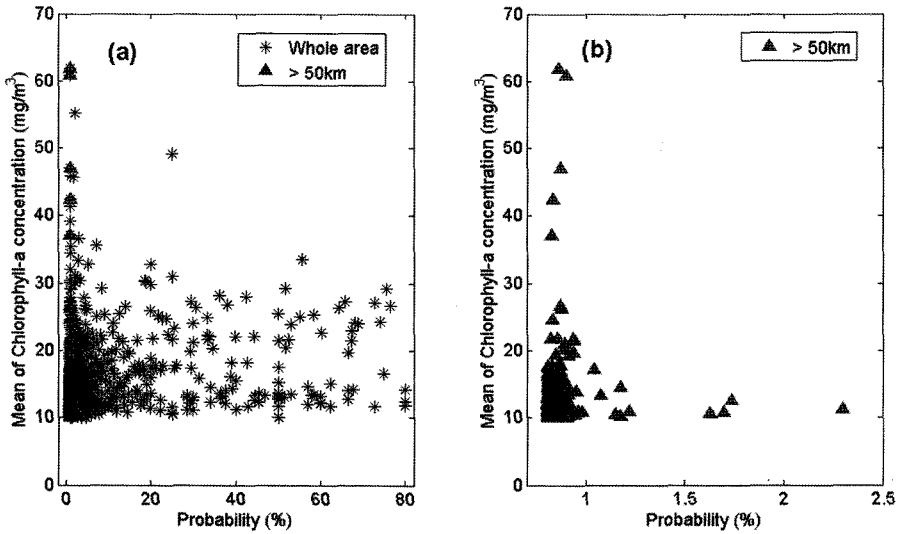 70
60
50
40
30
20
10
0
Mean of Chlorophyll-a concentration (mg/m³)
(a)
Whole area
> 50km
0 20 40 60 80
Probability (%)
70
60
50
40
30
20
10
0
Mean of Chlorophyll-a concentration (mg/m³)
(b)
> 50km
1 1.5 2 2.5
Probability (%)